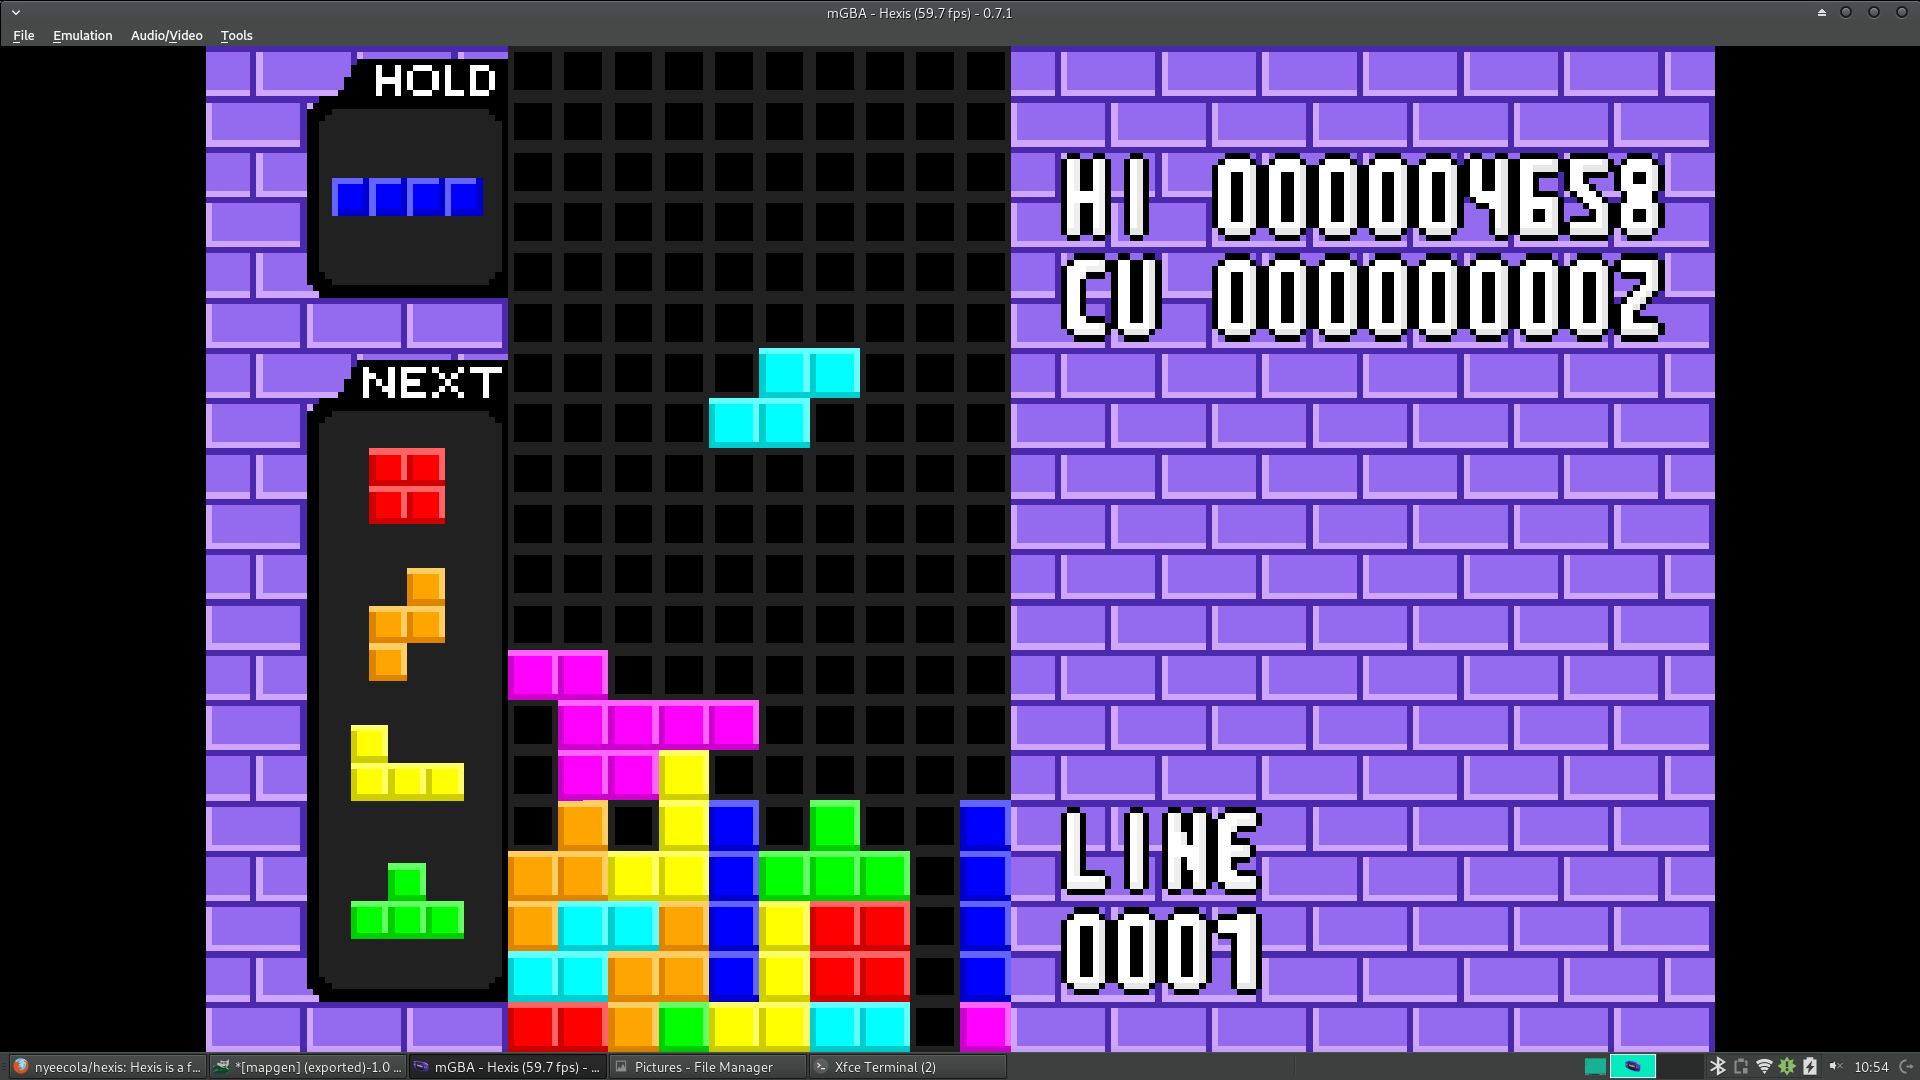 mGBA - Hexis (59.7 fps) - 0.7.1
File Emulation Audio/Video Tools
HOLD
HI 000004658
CU 000000002
NEXT
LINE
0001
nyeecola/hexis: Hexis is a f...
*[mapgen] (exported)-1.0 ...
mGBA - Hexis (59.7 fps) - ...
Pictures - File Manager
Xfce Terminal (2)
10:54